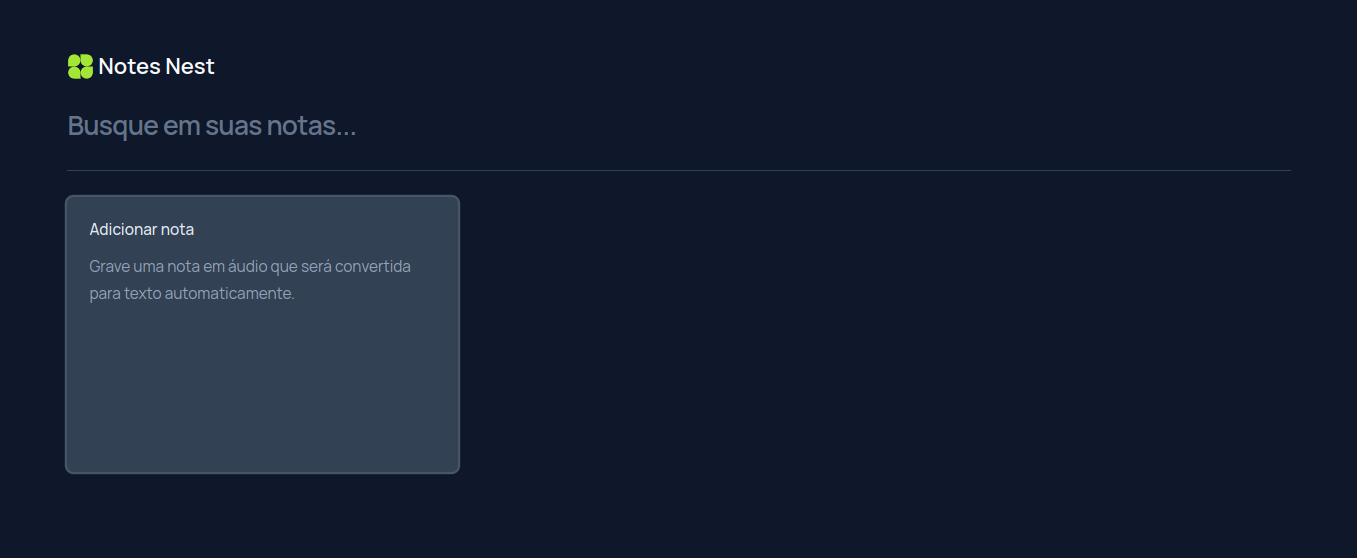 Notes Nest
Busque em suas notas...
Adicionar nota
Grave uma nota em áudio que será convertida
para texto automaticamente.